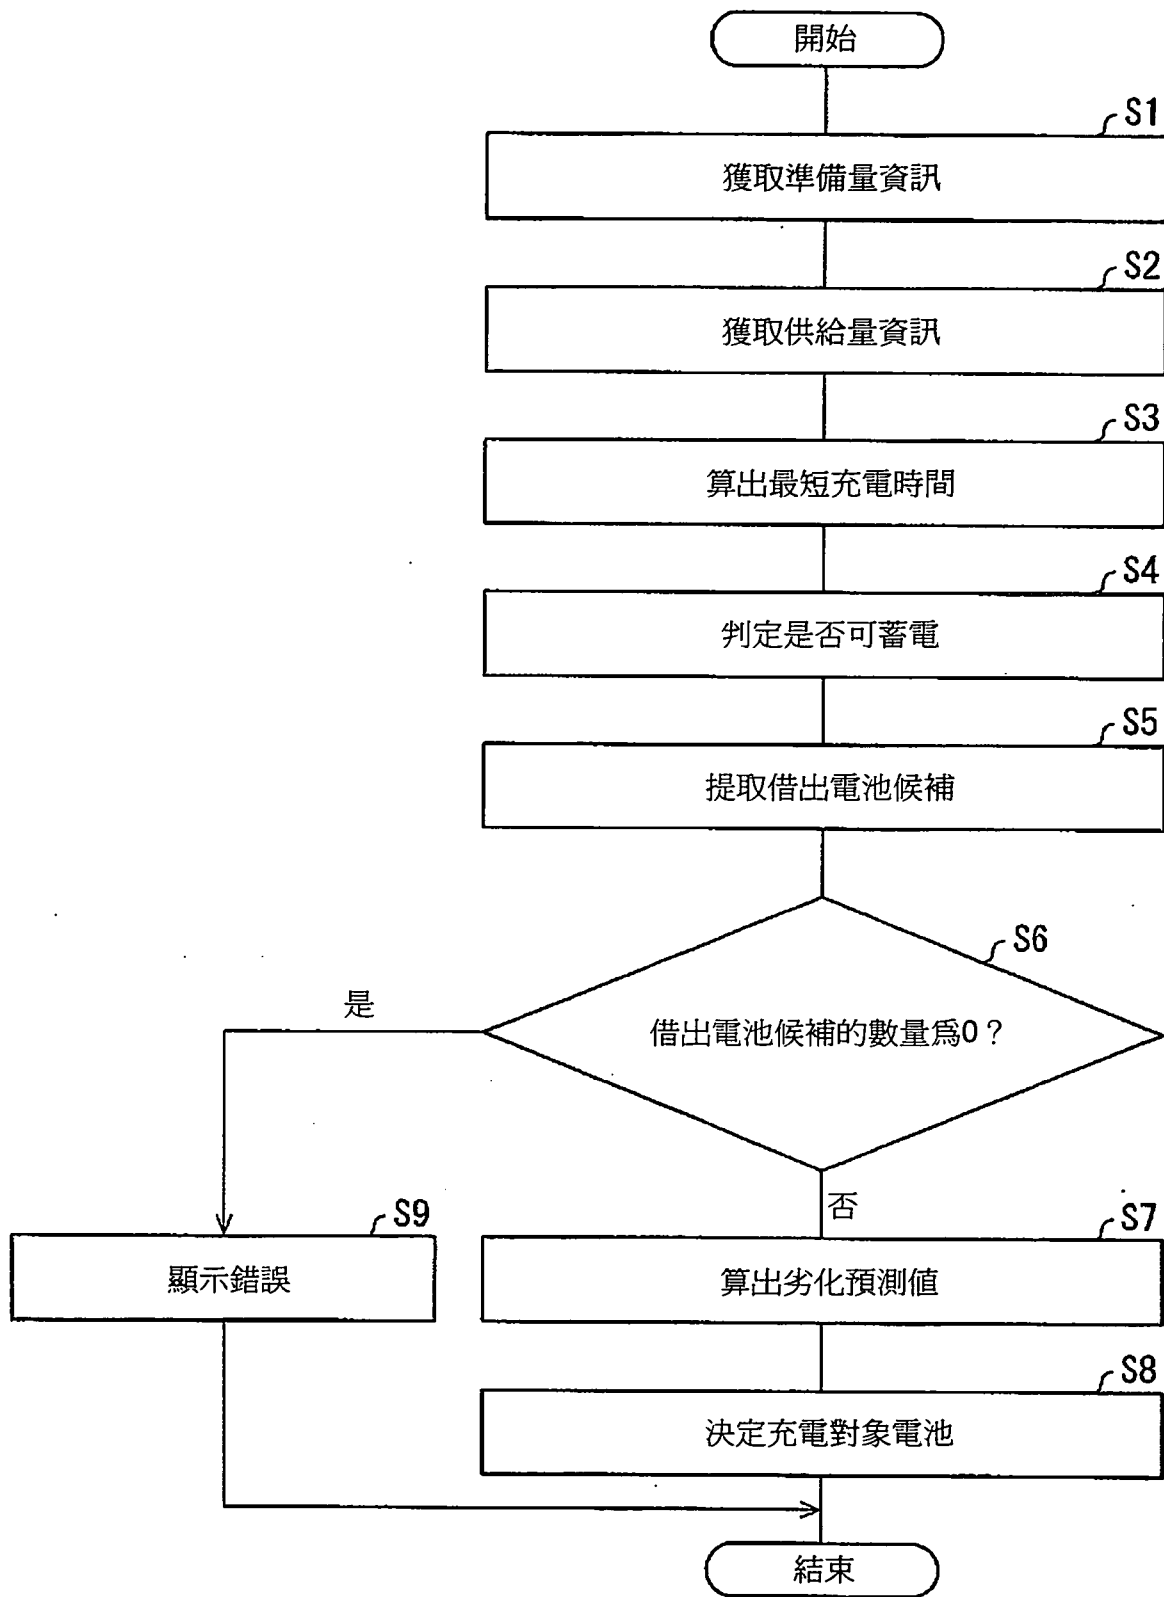 開始
S1
獲取準備量資訊
S2
獲取供給量資訊
S3
算出最短充電時間
S4
判定是否可蓄電
S5
提取借出電池候補
S6
借出電池候補的數量爲0？
是
否
S9
顯示錯誤
S7
算出劣化預測值
S8
決定充電對象電池
結束